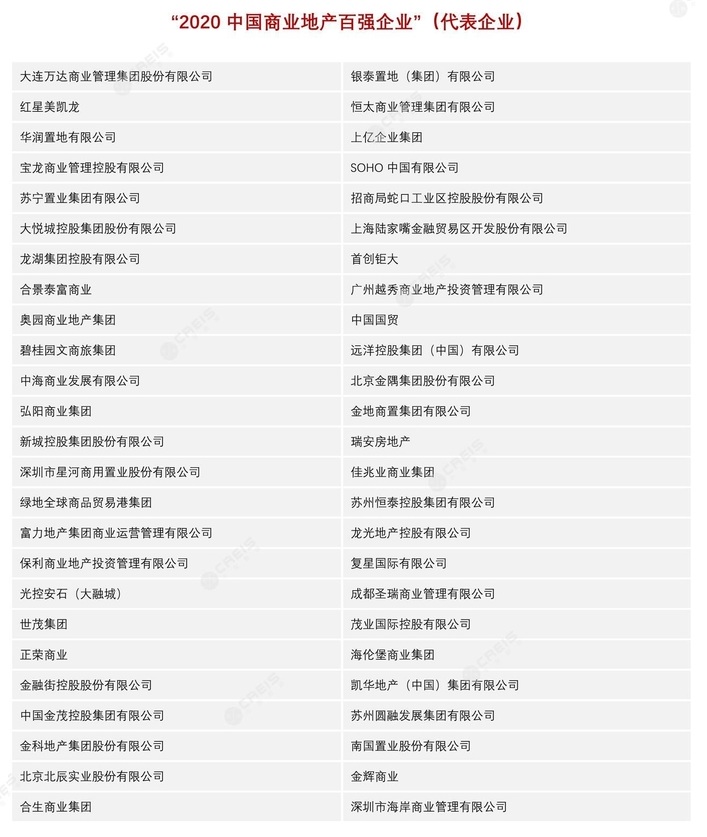 “2020 中国商业地产百强企业”（代表企业）
大连万达商业管理集团股份有限公司 银泰置地（集团）有限公司
红星美凯龙 恒太商业管理集团有限公司
华润置地有限公司 上亿企业集团
宝龙商业管理控股有限公司 SOHO 中国有限公司
苏宁置业集团有限公司 招商局蛇口工业区控股股份有限公司
大悦城控股集团股份有限公司 上海陆家嘴金融贸易区开发股份有限公司
龙湖集团控股有限公司 首创钜大
合景泰富商业 广州越秀商业地产投资管理有限公司
奥园商业地产集团 中国国贸
碧桂园文商旅集团 远洋控股集团（中国）有限公司
中海商业发展有限公司 北京金隅集团股份有限公司
弘阳商业集团 金地商置集团有限公司
新城控股集团股份有限公司 瑞安房地产
深圳市星河商用置业股份有限公司 佳兆业商业集团
绿地全球商品贸易港集团 苏州恒泰控股集团有限公司
富力地产集团商业运营管理有限公司 龙光地产控股有限公司
保利商业地产投资管理有限公司 复星国际有限公司
光控安石（大融城） 成都圣瑞商业管理有限公司
世茂集团 茂业国际控股有限公司
正荣商业 海伦堡商业集团
金融街控股股份有限公司 凯华地产（中国）集团有限公司
中国金茂控股集团有限公司 苏州圆融发展集团有限公司
金科地产集团股份有限公司 南国置业股份有限公司
北京北辰实业股份有限公司 金辉商业
合生商业集团 深圳市海岸商业管理有限公司